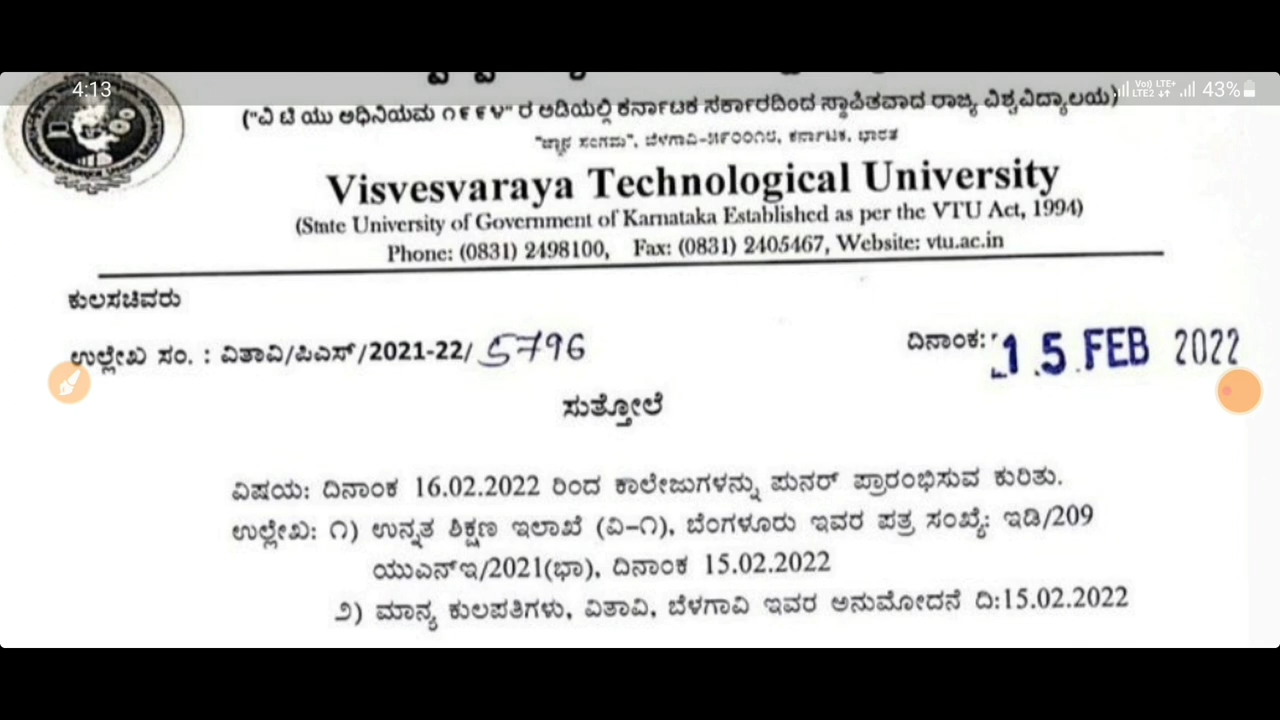 4:13
Vo) LTE+
LTE2 43%
("ವಿ ಟಿ ಯು ಅಧಿನಿಯಮ ೧೯೯೪" ರ ಅಡಿಯಲ್ಲಿ ಕರ್ನಾಟಕ ಸರ್ಕಾರದಿಂದ ಸ್ಥಾಪಿತವಾದ ರಾಜ್ಯ ವಿಶ್ವವಿದ್ಯಾಲಯ)
"ಜ್ಞಾನ ಸಂಗಮ", ಬೆಳಗಾವಿ-೫೯೦೦೧೮, ಕರ್ನಾಟಕ, ಭಾರತ
Visvesvaraya Technological University
(State University of Government of Karnataka Established as per the VTU Act, 1994)
Phone: (0831) 2498100, Fax: (0831) 2405467, Website: vtu.ac.in
ಕುಲಸಚಿವರು
ಉಲ್ಲೇಖ ಸಂ. : ವಿತಾವಿ/ಪಿಎಸ್/2021-22/ 5796 ದಿನಾಂಕ: 15 FEB 2022
ಸುತ್ತೋಲೆ
ವಿಷಯ: ದಿನಾಂಕ 16.02.2022 ರಿಂದ ಕಾಲೇಜುಗಳನ್ನು ಪುನರ್ ಪ್ರಾರಂಭಿಸುವ ಕುರಿತು.
ಉಲ್ಲೇಖ: ೧) ಉನ್ನತ ಶಿಕ್ಷಣ ಇಲಾಖೆ (ವಿ-೧), ಬೆಂಗಳೂರು ಇವರ ಪತ್ರ ಸಂಖ್ಯೆ: ಇಡಿ/209
ಯುಎನ್ಇ/2021(ಭಾ), ದಿನಾಂಕ 15.02.2022
೨) ಮಾನ್ಯ ಕುಲಪತಿಗಳು, ವಿತಾವಿ, ಬೆಳಗಾವಿ ಇವರ ಅನುಮೋದನೆ ದಿ:15.02.2022